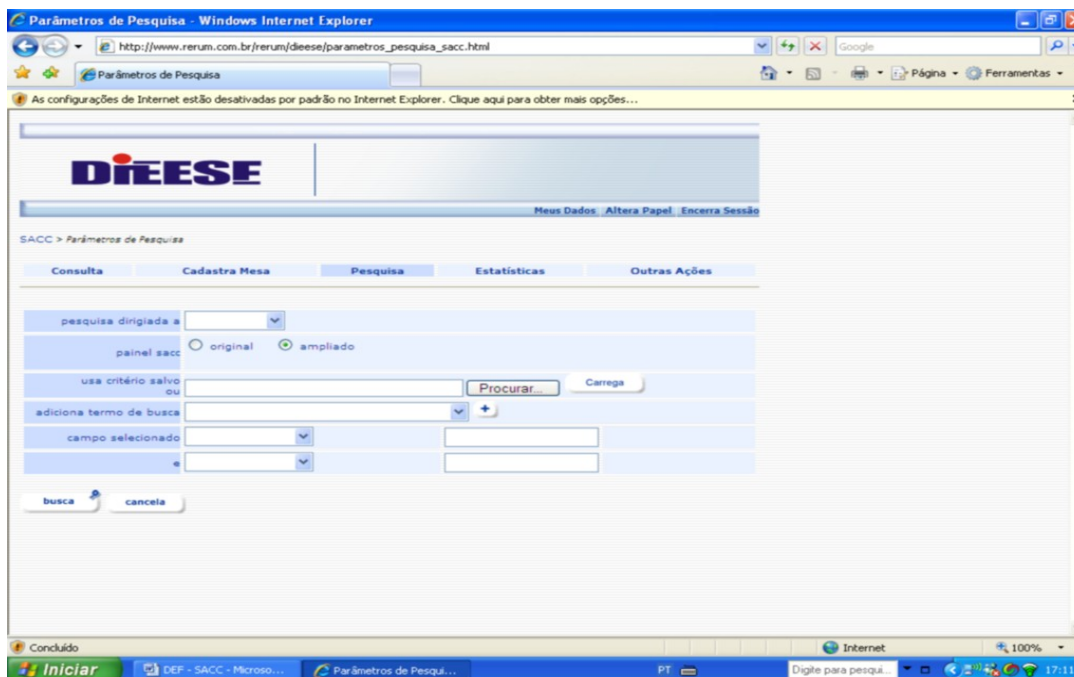 Parâmetros de Pesquisa - Windows Internet Explorer
http://www.rerum.com.br/rerum/dieese/parametros_pesquisa_sacc.html
Google
Parâmetros de Pesquisa
Página
Ferramentas
As configurações de Internet estão desativadas por padrão no Internet Explorer. Clique aqui para obter mais opções...
DIEESE
Meus Dados Altera Papel Encerra Sessão
SACC > Parâmetros de Pesquisa
Consulta Cadastra Mesa Pesquisa Estatísticas Outras Ações
pesquisa dirigiada a
painel sacc original ampliado
usa critério salvo
ou
Procurar... Carrega
adiciona termo de busca +
campo selecionado
e
busca cancela
Concluído Internet 100%
Iniciar DEF - SACC - Microso... Parâmetros de Pesqui... PT Digite para pesqui... 17:11